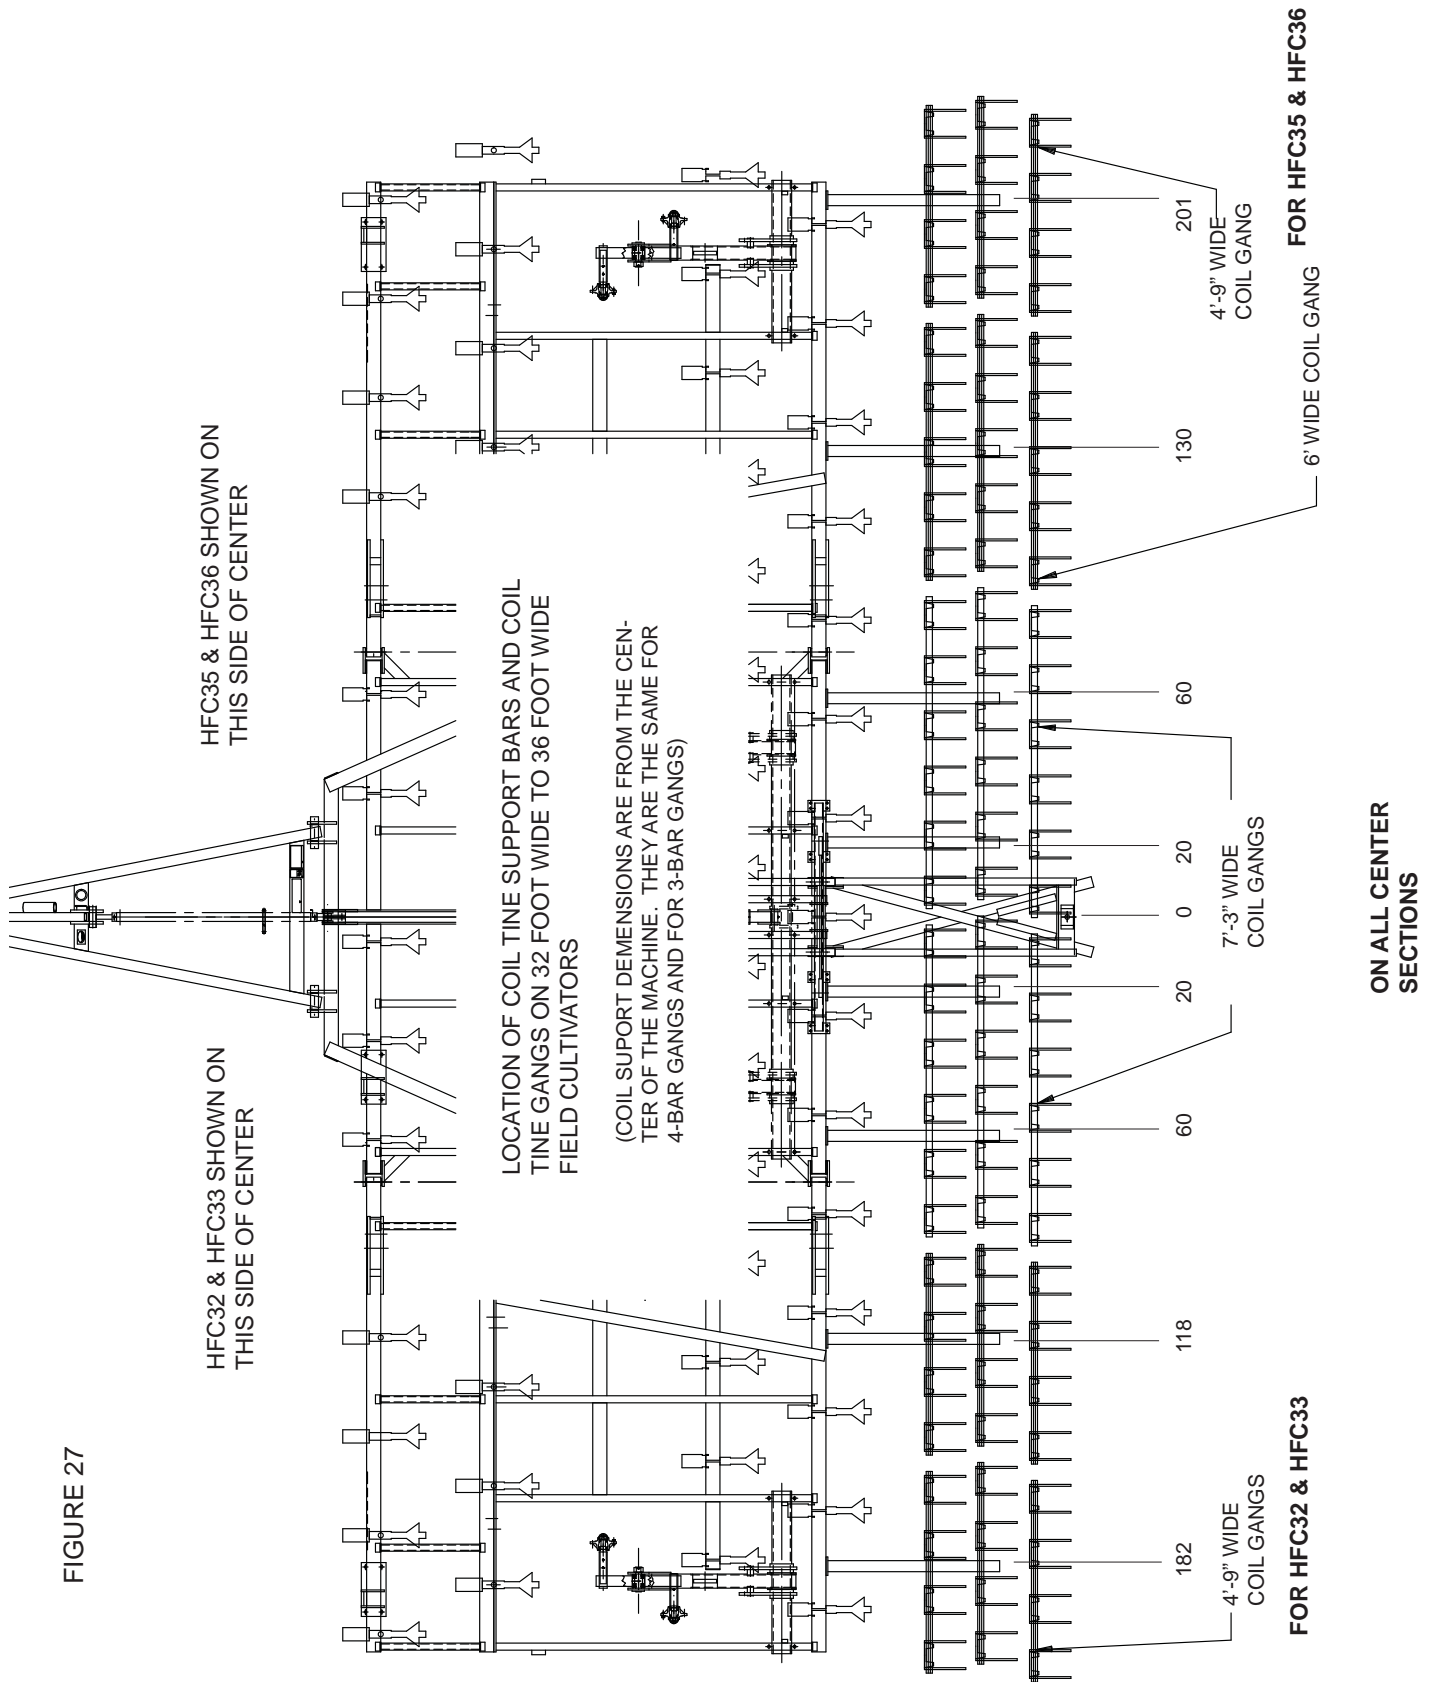 FIGURE 27
HFC32 & HFC33 SHOWN ON
THIS SIDE OF CENTER
HFC35 & HFC36 SHOWN ON
THIS SIDE OF CENTER
LOCATION OF COIL TINE SUPPORT BARS AND COIL
TINE GANGS ON 32 FOOT WIDE TO 36 FOOT WIDE
FIELD CULTIVATORS
(COIL SUPORT DEMENSIONS ARE FROM THE CEN-
TER OF THE MACHINE. THEY ARE THE SAME FOR
4-BAR GANGS AND FOR 3-BAR GANGS)
182
118
60
20
0
20
60
130
201
4'-9" WIDE
COIL GANGS
FOR HFC32 & HFC33
7'-3" WIDE
COIL GANGS
ON ALL CENTER
SECTIONS
6' WIDE COIL GANG
4'-9" WIDE
COIL GANG
FOR HFC35 & HFC36